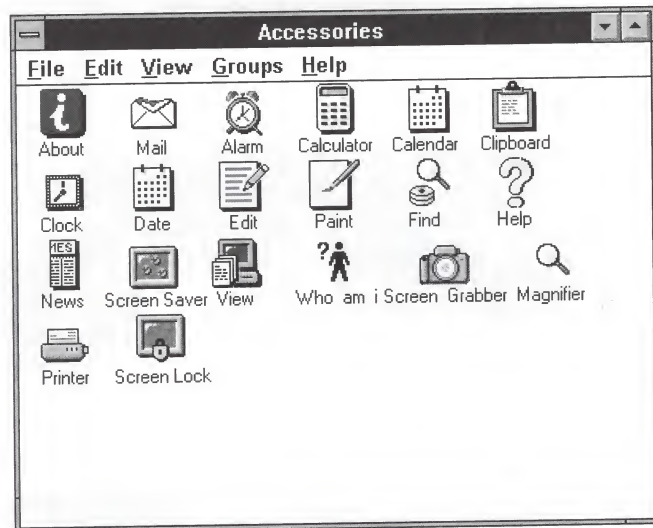 Accessories
File Edit View Groups Help
About Mail Alarm Calculator Calendar Clipboard
Clock Date Edit Paint Find Help
MES
News Screen Saver View Who am i Screen Grabber Magnifier
Printer Screen Lock